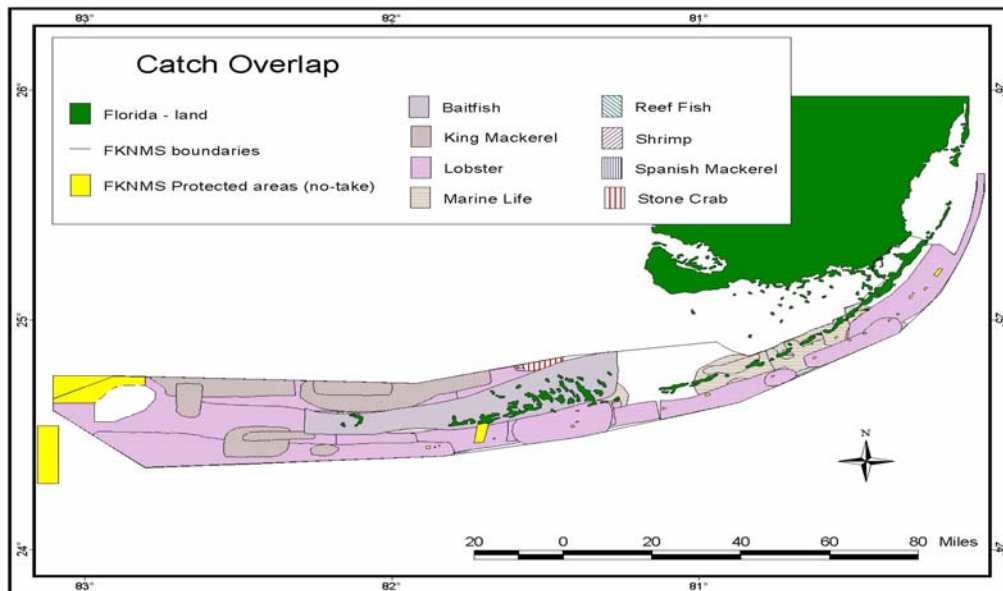 83°
82°
81°
Catch Overlap
Florida - land
FKNMS boundaries
FKNMS Protected areas (no-take)
Baitfish
King Mackerel
Lobster
Marine Life
Reef Fish
Shrimp
Spanish Mackerel
Stone Crab
26°
25°
24°
N
20 0 20 40 60 80 Miles
83°
82°
81°